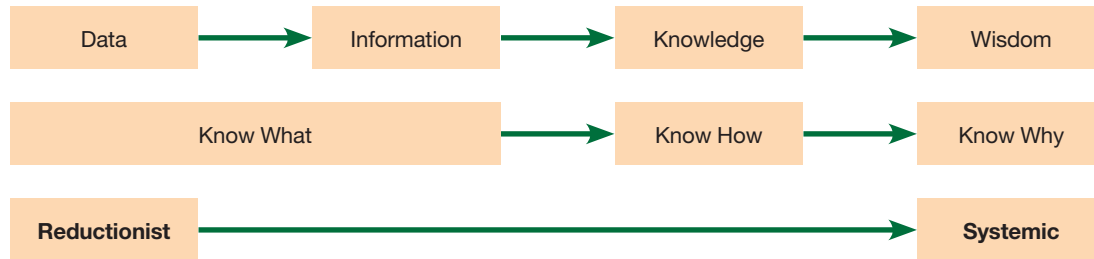 Data Information Knowledge Wisdom
Know What Know How Know Why
Reductionist Systemic